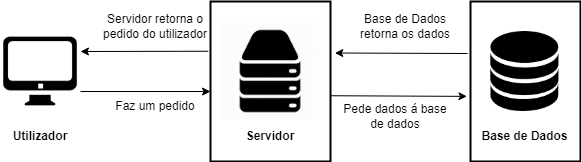 Servidor retorna o
pedido do utilizador
Base de Dados
retorna os dados
Faz um pedido
Pede dados á base
de dados
Utilizador
Servidor
Base de Dados